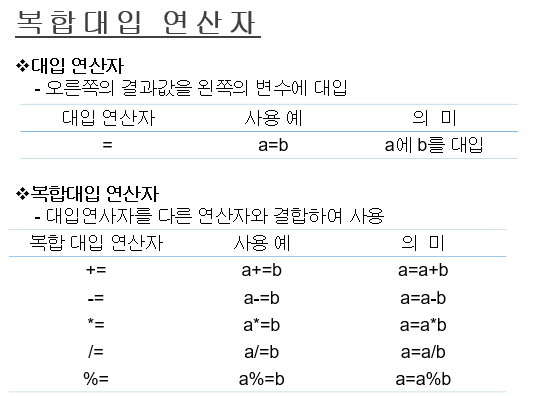 복합대입 연산자
❖대입 연산자
- 오른쪽의 결과값을 왼쪽의 변수에 대입
대입 연산자 사용 예 의 미
= a=b a에 b를 대입
❖복합대입 연산자
- 대입연사자를 다른 연산자와 결합하여 사용
복합 대입 연산자 사용 예 의 미
+= a+=b a=a+b
-= a-=b a=a-b
*= a*=b a=a*b
/= a/=b a=a/b
%= a%=b a=a%b